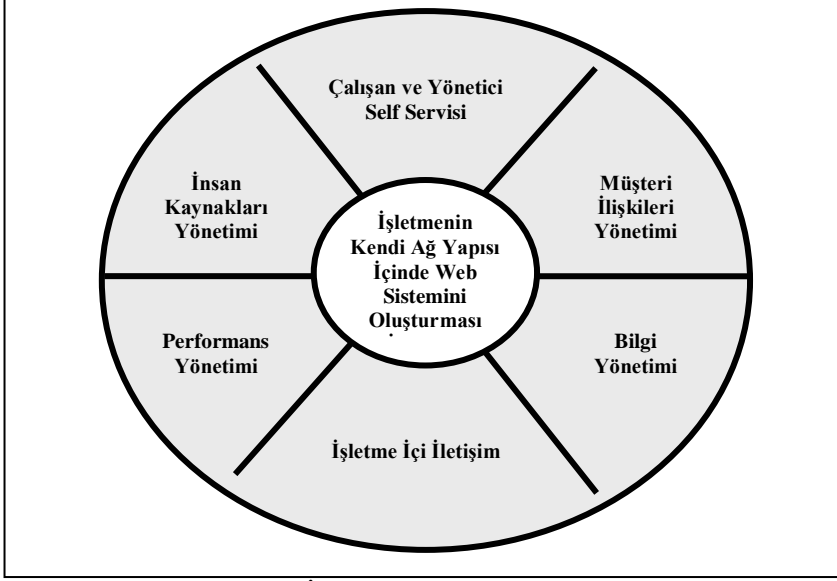 Çalışan ve Yönetici
Self Servisi
İnsan
Kaynakları
Yönetimi
Müşteri
İlişkileri
Yönetimi
İşletmenin
Kendi Ağ Yapısı
İçinde Web
Sistemini
Oluşturması
Performans
Yönetimi
Bilgi
Yönetimi
İşletme İçi İletişim